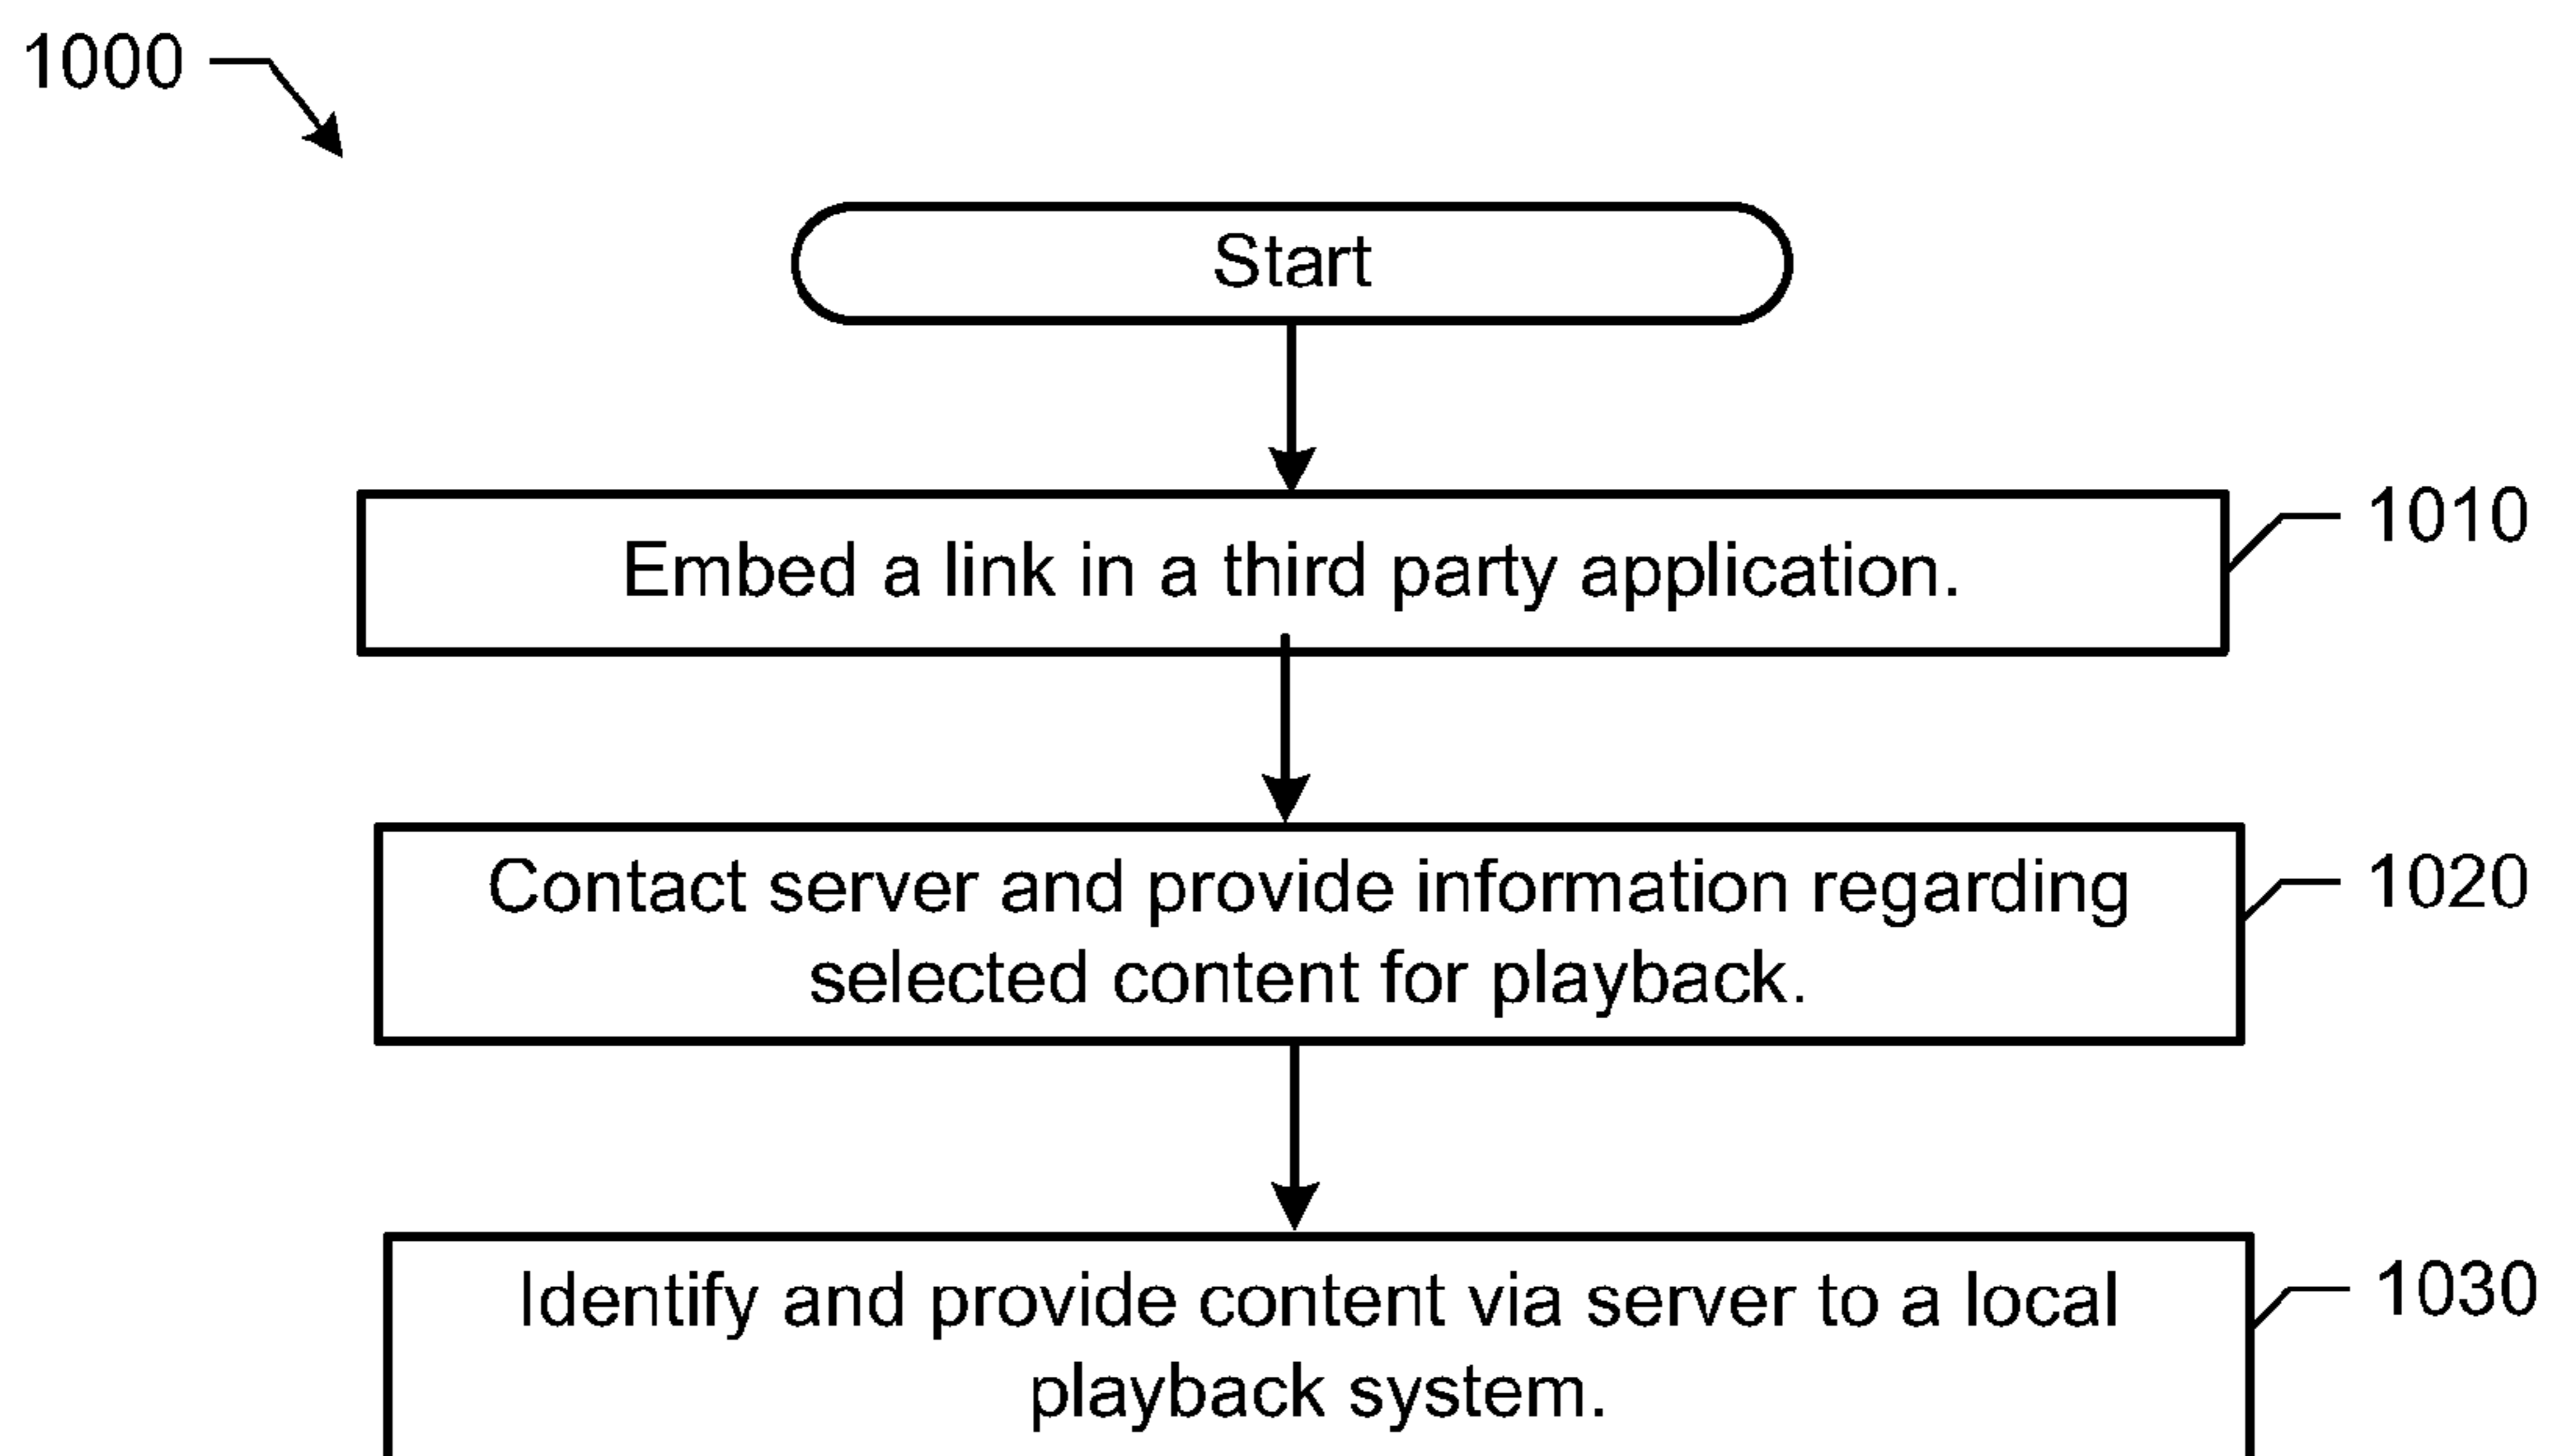 1000
Start
Embed a link in a third party application.
1010
Contact server and provide information regarding
selected content for playback.
1020
Identify and provide content via server to a local
playback system.
1030